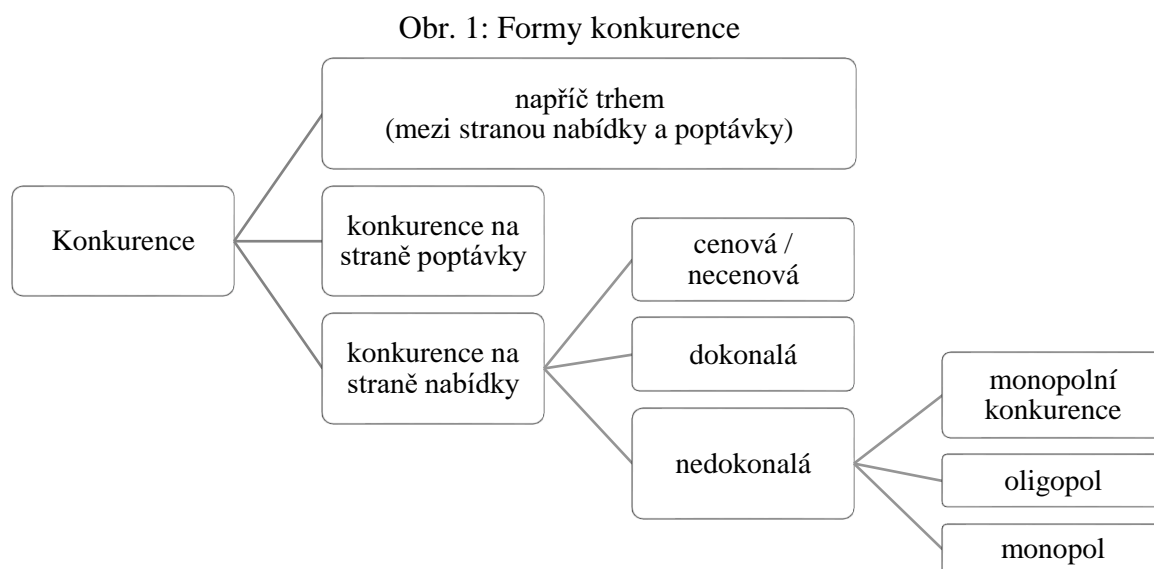 Obr. 1: Formy konkurence
napříč trhem
(mezi stranou nabídky a poptávky)
Konkurence
konkurence na
straně poptávky
konkurence na
straně nabídky
cenová /
necenová
dokonalá
nedokonalá
monopolní
konkurence
oligopol
monopol